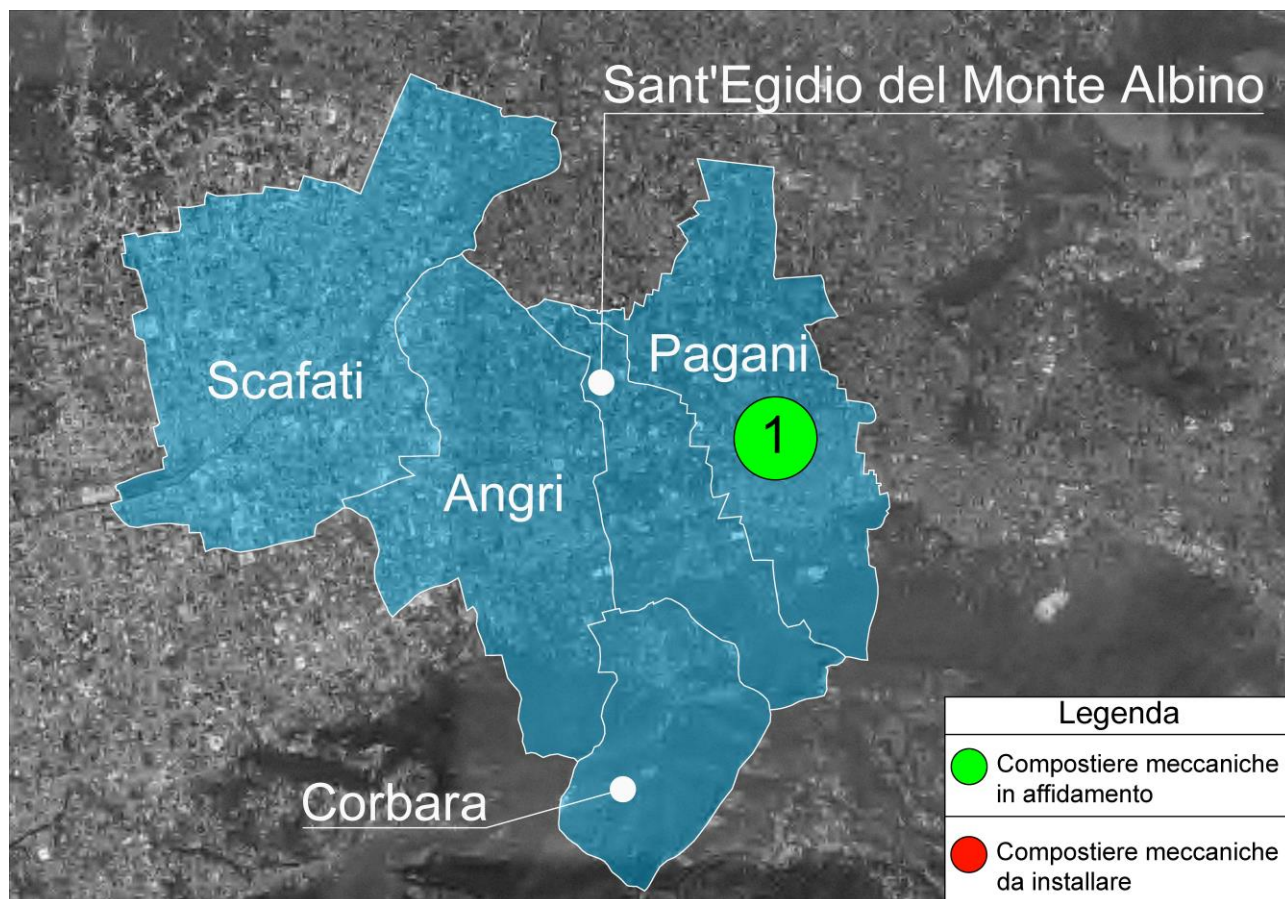 Sant'Egidio del Monte Albino
Pagani
Scafati
1
Angri
Corbara
Legenda
Compostiere meccaniche
in affidamento
Compostiere meccaniche
da installare